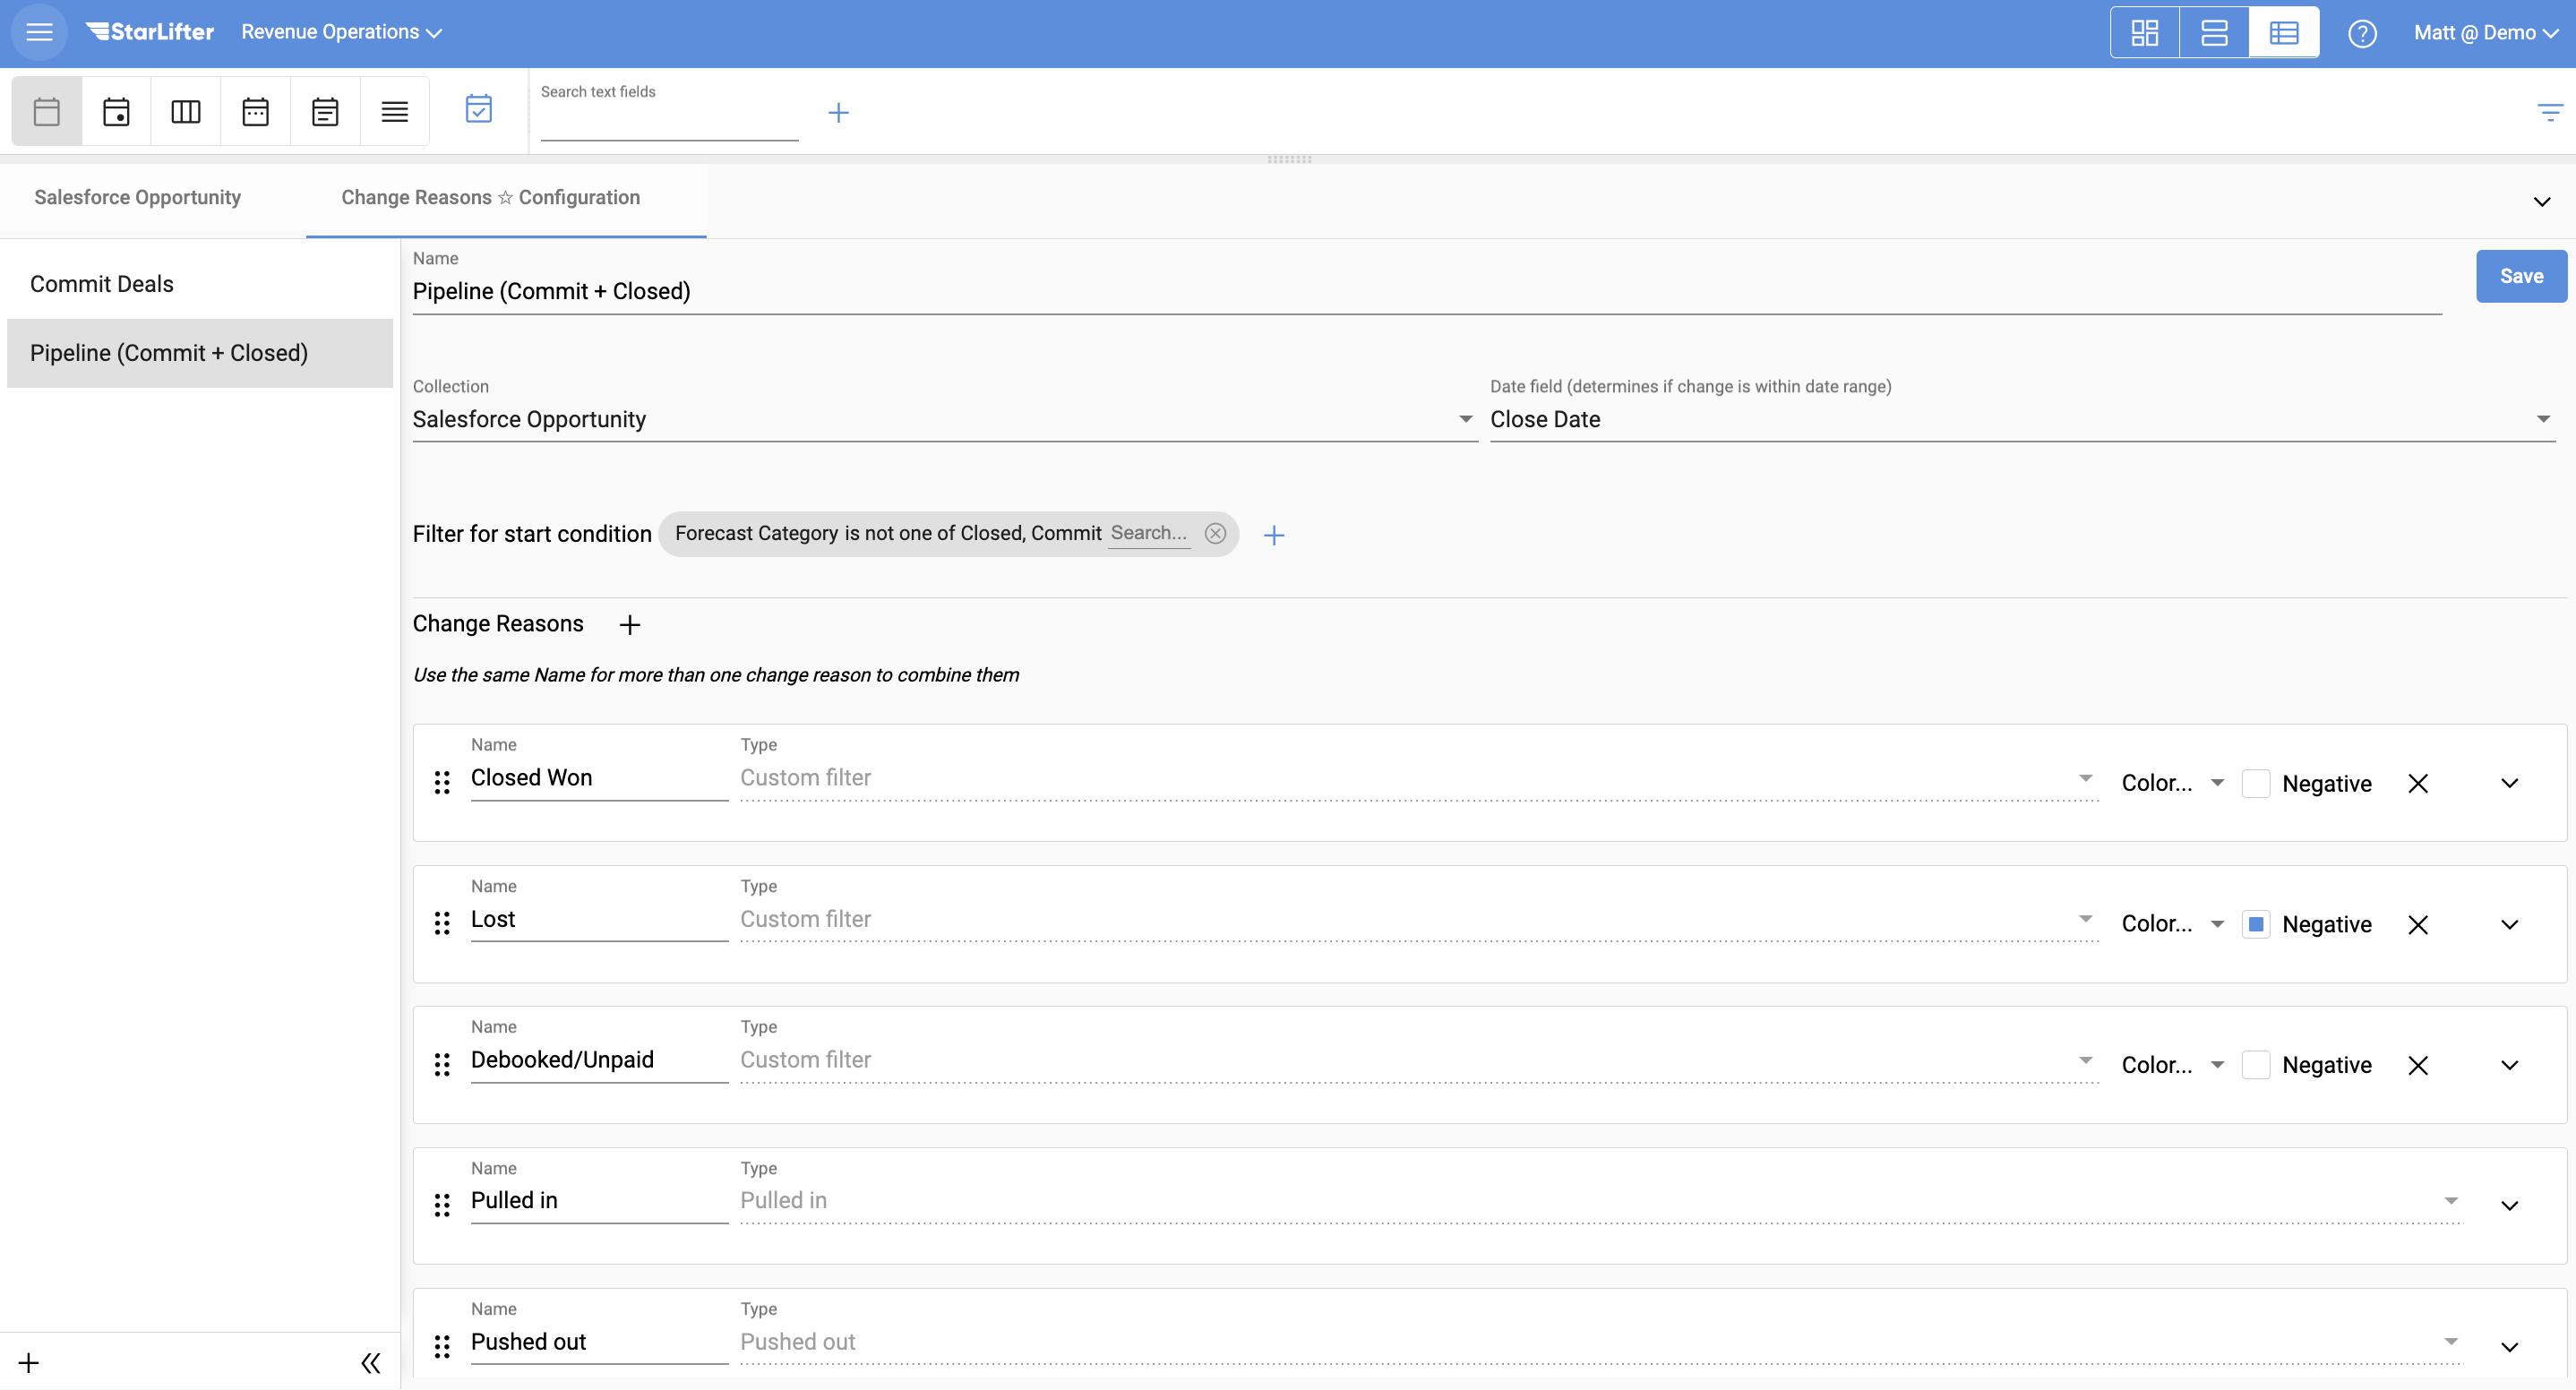 StarLifter Revenue Operations
Matt @ Demo
Search text fields
Salesforce Opportunity
Change Reasons ☆ Configuration
Commit Deals
Pipeline (Commit + Closed)
Name
Pipeline (Commit + Closed)
Save
Collection
Salesforce Opportunity
Date field (determines if change is within date range)
Close Date
Filter for start condition Forecast Category is not one of Closed, Commit Search...
Change Reasons
Use the same Name for more than one change reason to combine them
Name Type
Closed Won Custom filter Color... Negative
Name Type
Lost Custom filter Color... Negative
Name Type
Debooked/Unpaid Custom filter Color... Negative
Name Type
Pulled in Pulled in
Name Type
Pushed out Pushed out